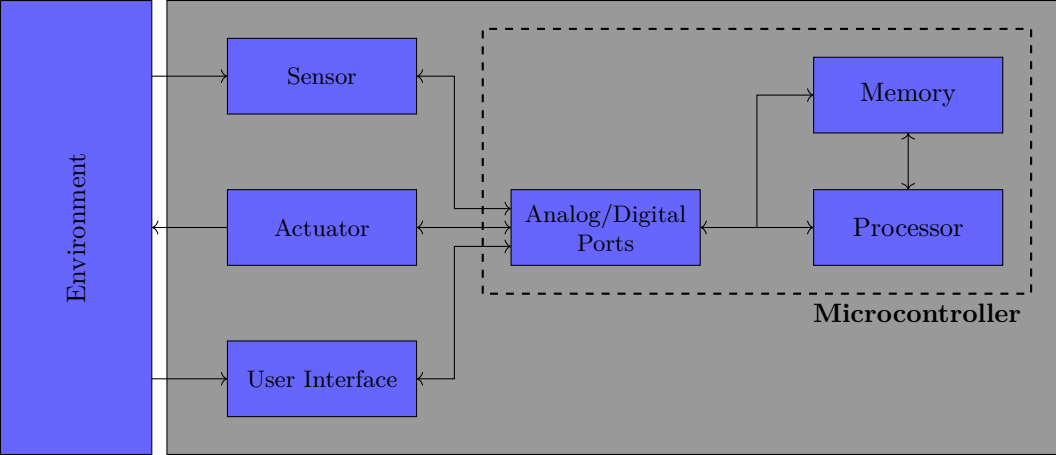 Environment
Sensor
Actuator
User Interface
Analog/Digital
Ports
Memory
Processor
Microcontroller